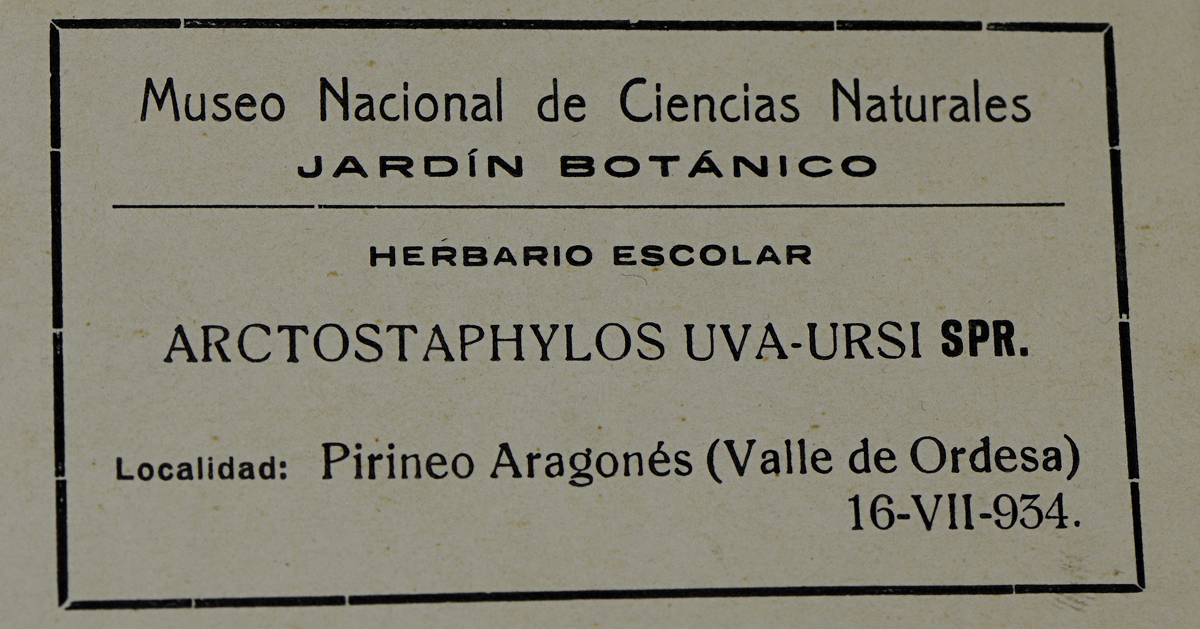 Museo Nacional de Ciencias Naturales
JARDÍN BOTÁNICO
HERBARIO ESCOLAR
ARCTOSTAPHYLOS UVA-URSI SPR.
Localidad: Pirineo Aragonés (Valle de Ordesa)
16-VII-934.